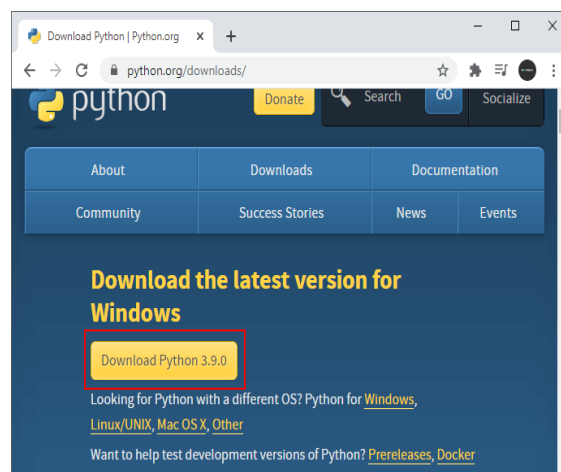 Download Python | Python.org
python.org/downloads/
python
Donate
Search
GO
Socialize
About
Downloads
Documentation
Community
Success Stories
News
Events
Download the latest version for
Windows
Download Python 3.9.0
Looking for Python with a different OS? Python for Windows,
Linux/UNIX, Mac OS X, Other
Want to help test development versions of Python? Prereleases, Docker